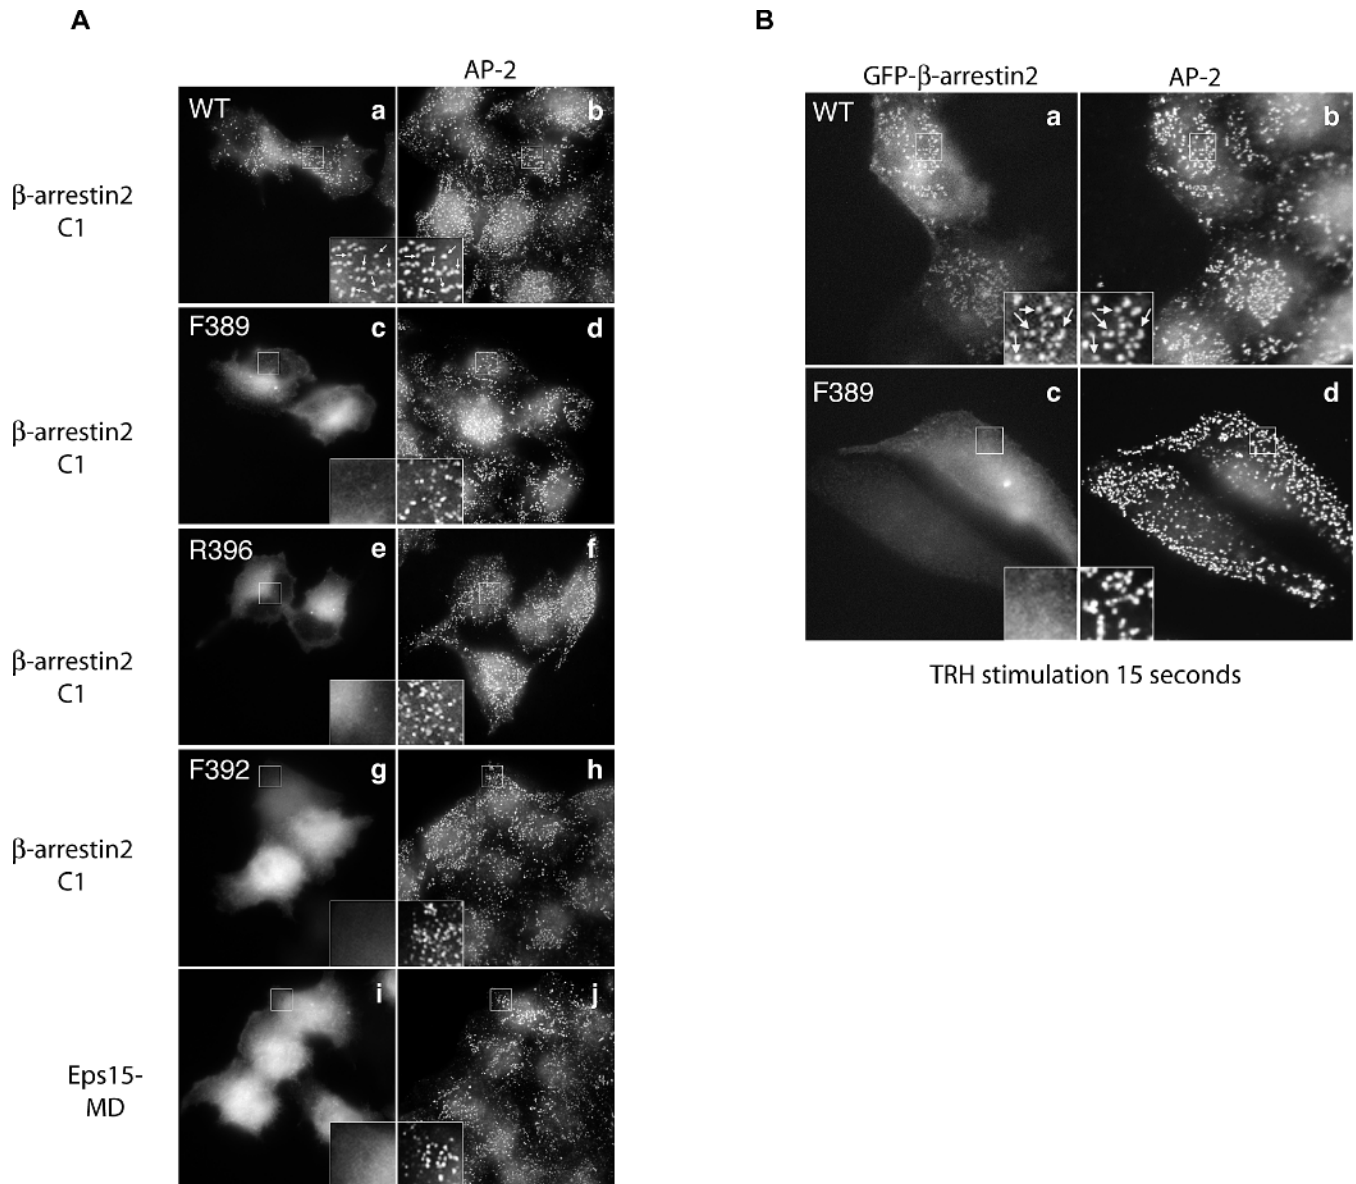 A
B
AP-2
GFP-β-arrestin2
AP-2
WT
a
b
β-arrestin2
C1
F389
c
d
β-arrestin2
C1
R396
e
f
β-arrestin2
C1
F392
g
h
β-arrestin2
C1
i
j
Eps15-
MD
WT
a
b
F389
c
d
TRH stimulation 15 seconds